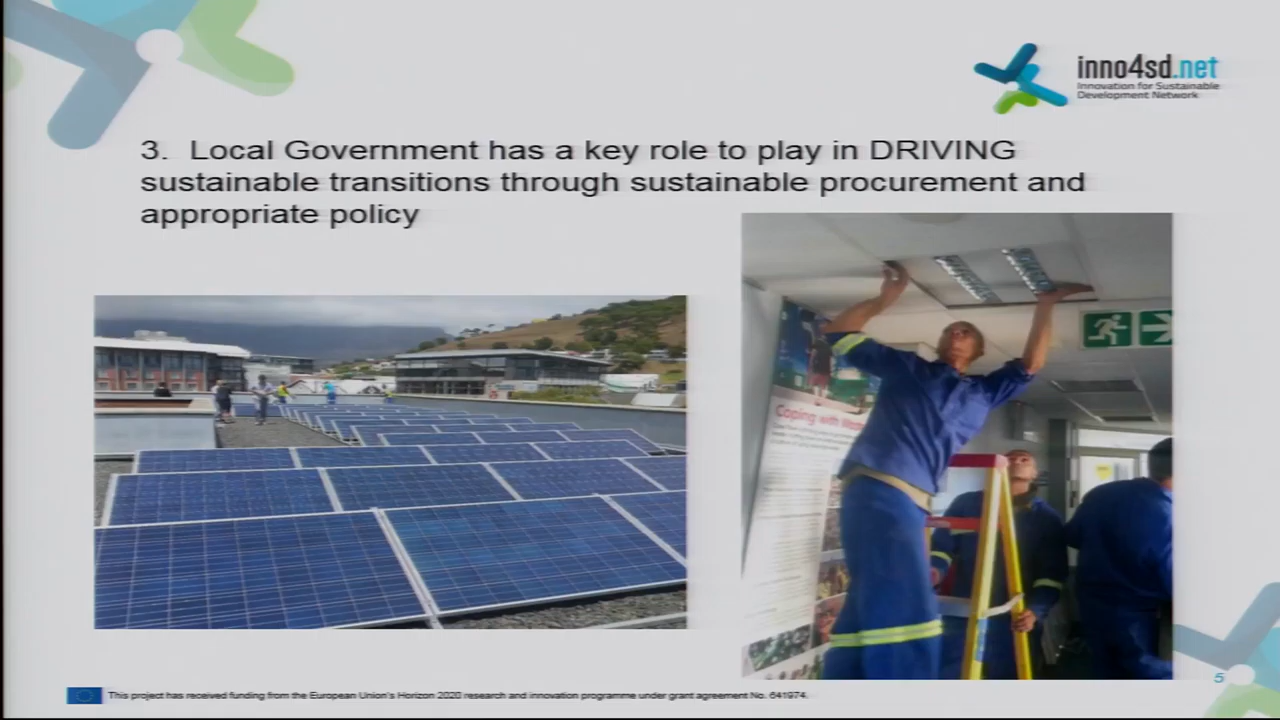 inno4sd.net
Innovation for Sustainable
Development Network
3. Local Government has a key role to play in DRIVING
sustainable transitions through sustainable procurement and
appropriate policy
Coping with
5
This project has received funding from the European Union's Horizon 2020 research and innovation programme under grant agreement No. 641974.